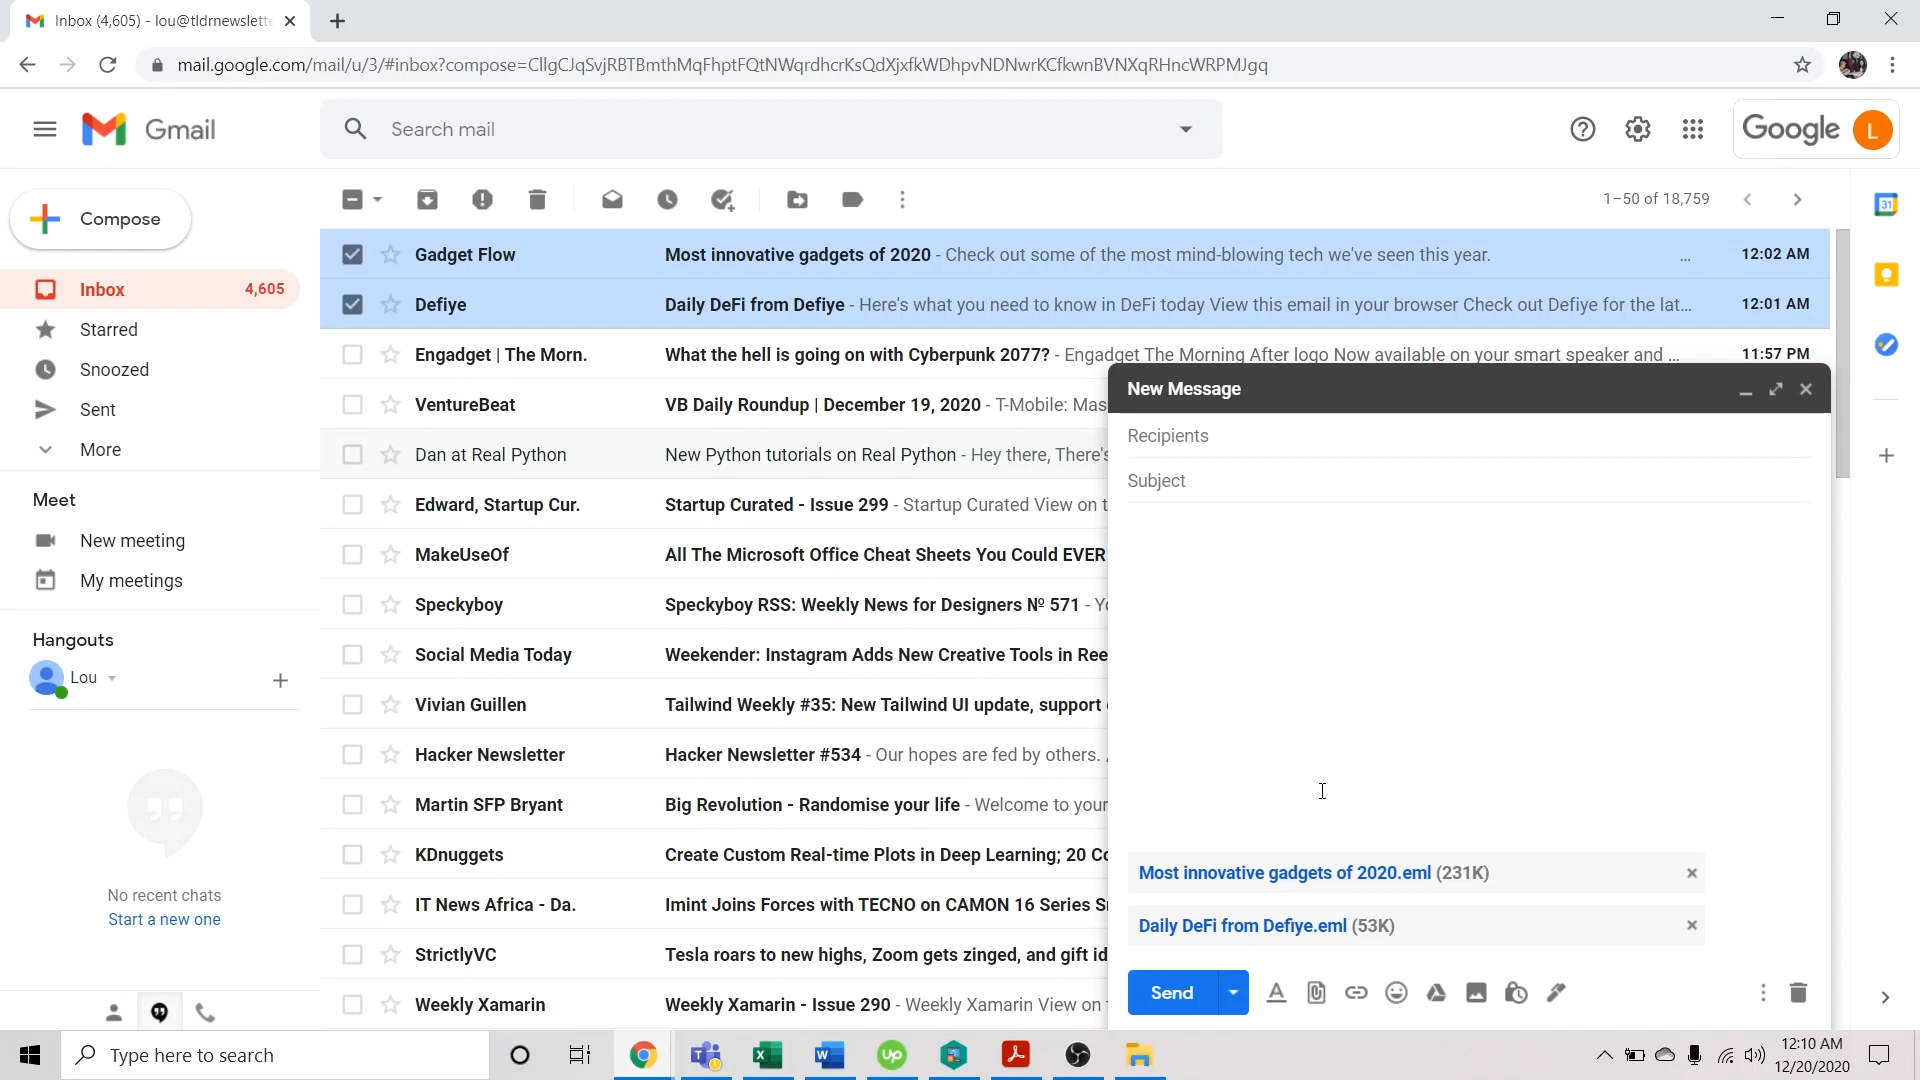 Inbox (4,605) - lou@tldrnewslette
mail.google.com/mail/u/3/#inbox?compose=CllgCJqSvjRBTBmthMqFhptFQtNWqrdhcrKsQdXjxfkWDhpvNDNwrKCfkwnBVNXqRHncWRPMJgq
Gmail
Search mail
Google L
Compose
1–50 of 18,759
31
Gadget Flow Most innovative gadgets of 2020 - Check out some of the most mind-blowing tech we've seen this year. ... 12:02 AM
Inbox 4,605
Defiye Daily DeFi from Defiye - Here's what you need to know in DeFi today View this email in your browser Check out Defiye for the lat... 12:01 AM
Starred
Engadget | The Morn. What the hell is going on with Cyberpunk 2077? - Engadget The Morning After logo Now available on your smart speaker and ... 11:57 PM
Snoozed
VentureBeat VB Daily Roundup | December 19, 2020 - T-Mobile: Mas
Sent
Dan at Real Python New Python tutorials on Real Python - Hey there, There's
More
Edward, Startup Cur. Startup Curated - Issue 299 - Startup Curated View on t
Meet
MakeUseOf All The Microsoft Office Cheat Sheets You Could EVER
New meeting
My meetings
Speckyboy Speckyboy RSS: Weekly News for Designers № 571 - Yo
Hangouts
Social Media Today Weekender: Instagram Adds New Creative Tools in Ree
Lou
Vivian Guillen Tailwind Weekly #35: New Tailwind UI update, support
Hacker Newsletter Hacker Newsletter #534 - Our hopes are fed by others.
Martin SFP Bryant Big Revolution - Randomise your life - Welcome to your
KDnuggets Create Custom Real-time Plots in Deep Learning; 20 Co
No recent chats
Start a new one
IT News Africa - Da. Imint Joins Forces with TECNO on CAMON 16 Series Sr
StrictlyVC Tesla roars to new highs, Zoom gets zinged, and gift id
Weekly Xamarin Weekly Xamarin - Issue 290 - Weekly Xamarin View on
New Message
Recipients
Subject
Most innovative gadgets of 2020.eml (231K)
Daily DeFi from Defiye.eml (53K)
Send
Type here to search
up
12:10 AM
12/20/2020